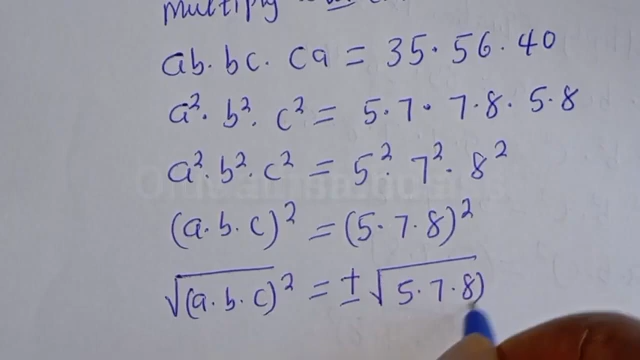 Multiply
ab. bc. ca = 35. 56. 40
a². b². c² = 5.7. 7.8. 5.8
a². b². c² = 5². 7². 8²
(a.b.c)² = (5.7.8)²
√(a.b.c)² = ±√5.7.8)